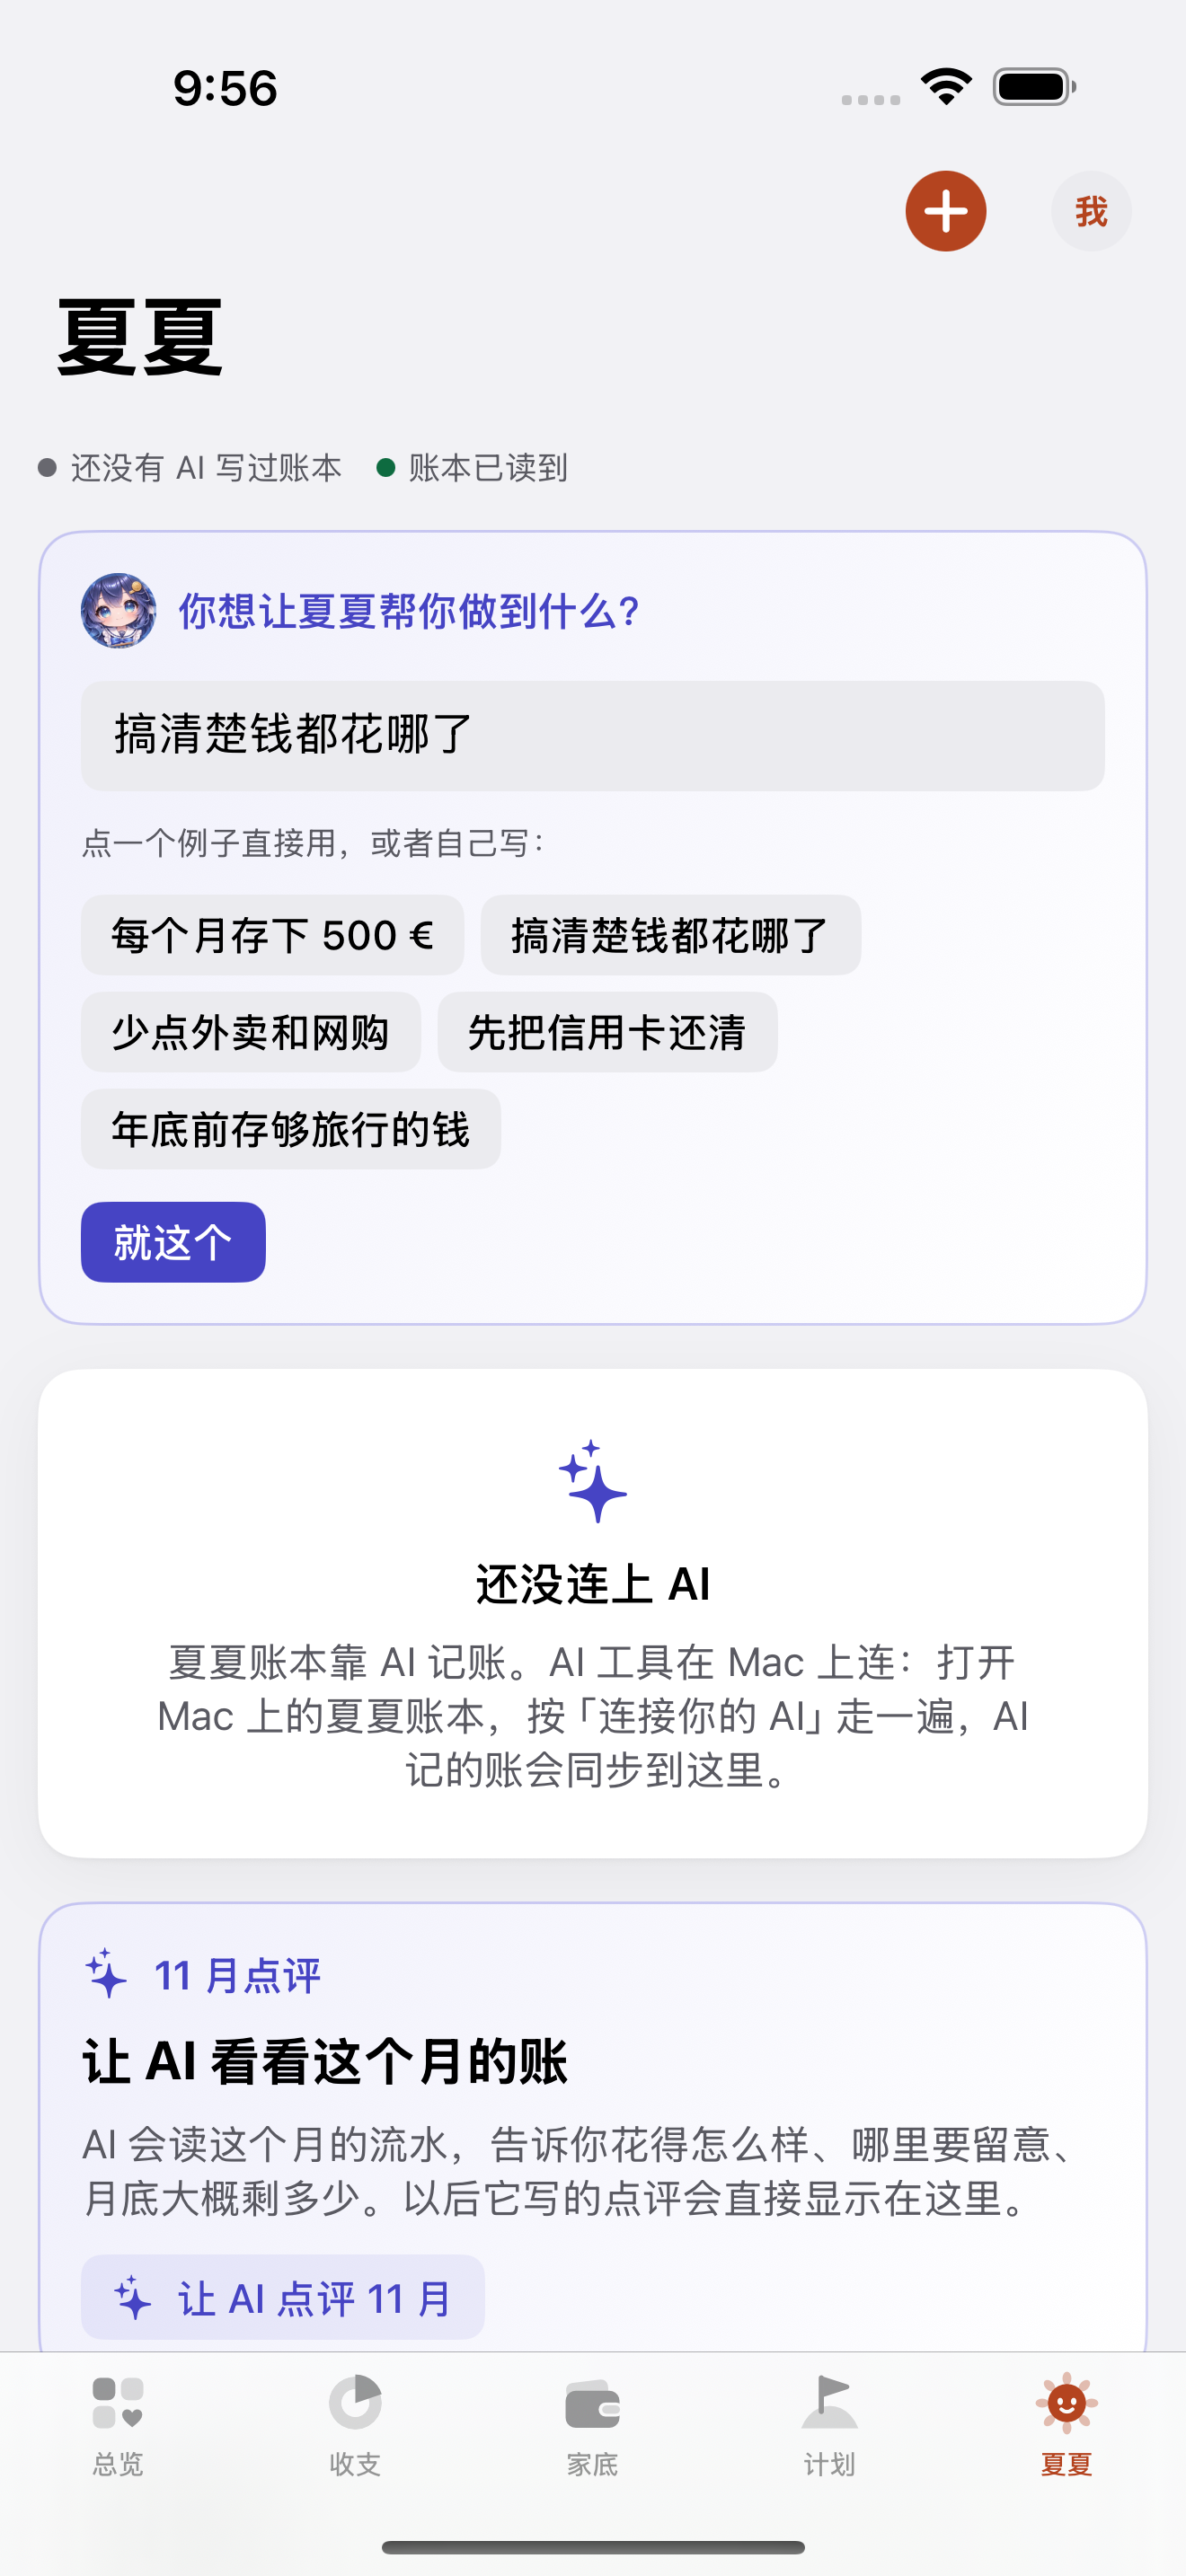 9:56
我
夏夏
还没有 AI 写过账本 账本已读到
你想让夏夏帮你做到什么?
搞清楚钱都花哪了
点一个例子直接用，或者自己写：
每个月存下 500 € 搞清楚钱都花哪了
少点外卖和网购 先把信用卡还清
年底前存够旅行的钱
就这个
还没连上 AI
夏夏账本靠 AI 记账。AI 工具在 Mac 上连：打开
Mac 上的夏夏账本，按「连接你的 AI」走一遍，AI
记的账会同步到这里。
11 月点评
让 AI 看看这个月的账
AI 会读这个月的流水，告诉你花得怎么样、哪里要留意、
月底大概剩多少。以后它写的点评会直接显示在这里。
让 AI 点评 11 月
总览 收支 家底 计划 夏夏